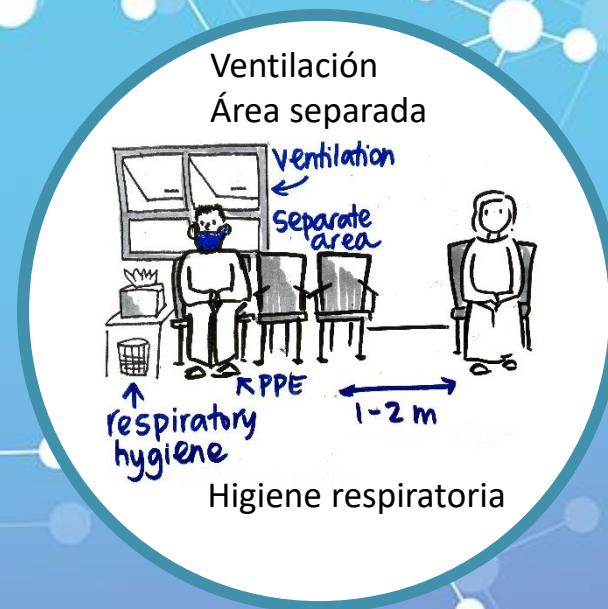 Ventilación
Área separada
ventilation
separate
area
PPE
1-2 m
respiratory
hygiene
Higiene respiratoria